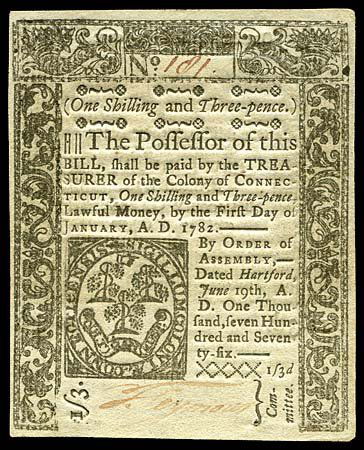 No. 181.
(One Shilling and Three-pence.)
The Possessor of this
BILL, shall be paid by the TREA-
SURER of the Colony of CONNEC-
TICUT, One Shilling and Three-pence
Lawful Money, by the First Day of
JANUARY, A. D. 1782.
By ORDER of
ASSEMBLY,
Dated Hartford,
June 19th, A.
D. One Thou
sand, seven Hun
dred and Seven
ty-six.
XXXX 1/3d
1/3.
Com-
mittee.